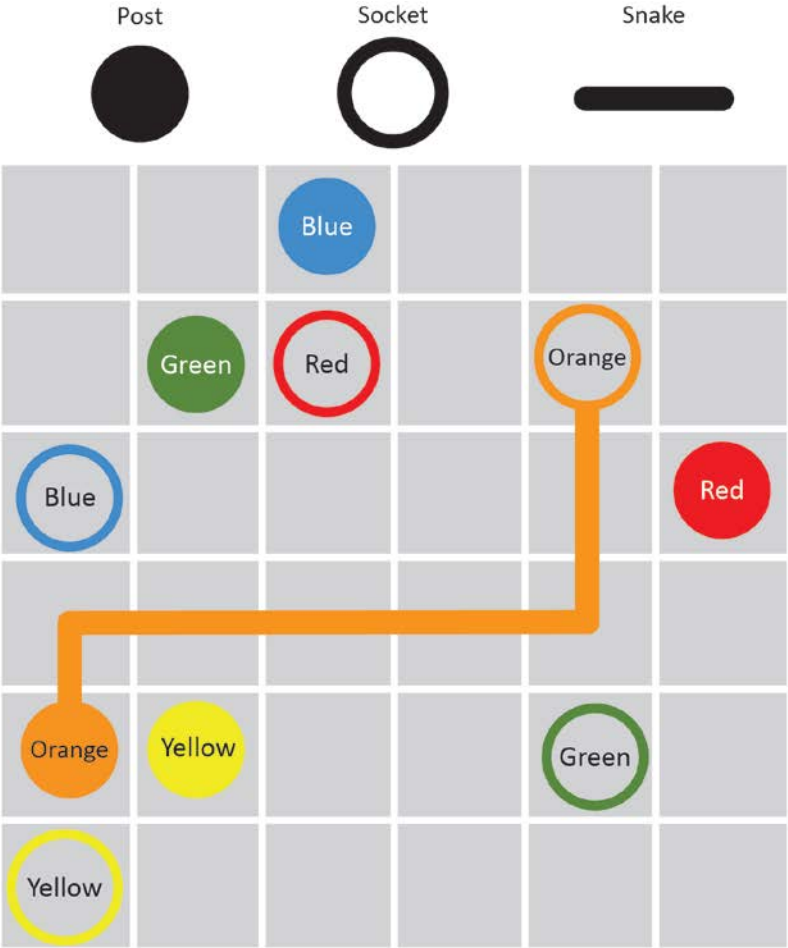 Post Socket Snake
Blue
Green Red Orange
Blue Red
Orange Yellow Green
Yellow